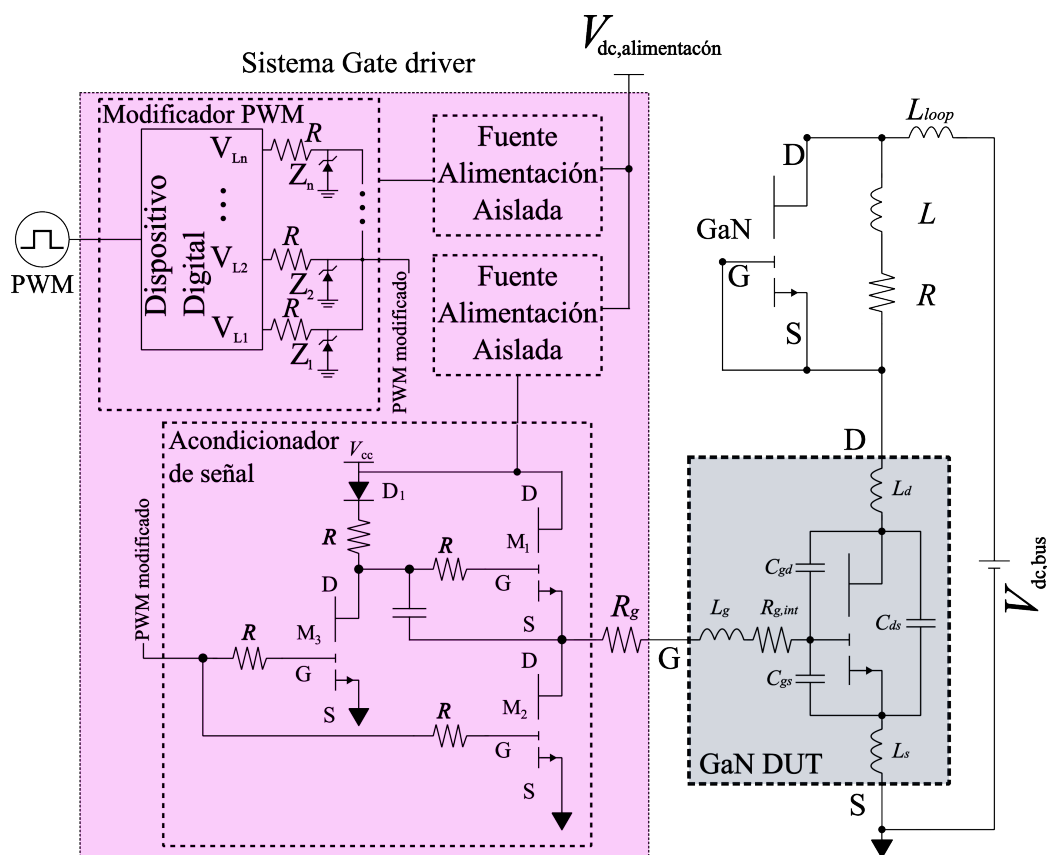 V dc,alimentacón
Sistema Gate driver
Modificador PWM
Dispositivo
Digital
V Ln
R
Z n
V L2
R
Z 2
V L1
R
Z 1
PWM
PWM modificado
Fuente
Alimentación
Aislada
Fuente
Alimentación
Aislada
Acondicionador
de señal
V cc
D 1
R
D
M 3
G
S
R
D
M 1
G
S
D
M 2
G
S
R
R
PWM modificado
R g
G
L loop
D
GaN
G
S
L
R
D
L d
C gd
L g
R g,int
C ds
C gs
L s
GaN DUT
S
V dc,bus